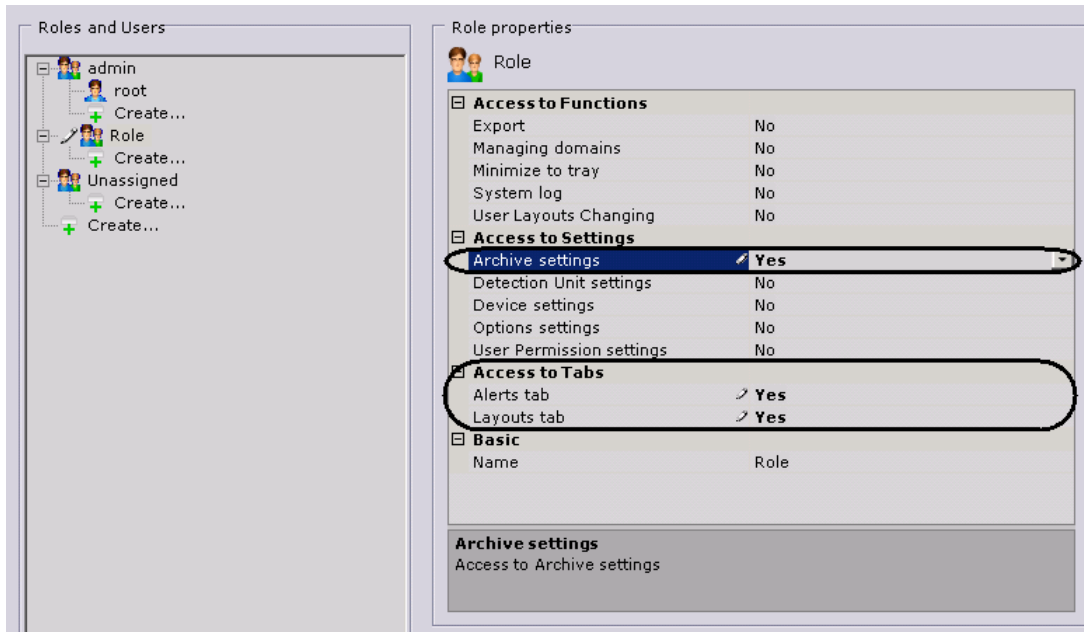 Roles and Users
admin
root
Create...
Role
Create...
Unassigned
Create...
Create...
Role properties
Role
Access to Functions
Export No
Managing domains No
Minimize to tray No
System log No
User Layouts Changing No
Access to Settings
Archive settings Yes
Detection Unit settings No
Device settings No
Options settings No
User Permission settings No
Access to Tabs
Alerts tab Yes
Layouts tab Yes
Basic
Name Role
Archive settings
Access to Archive settings